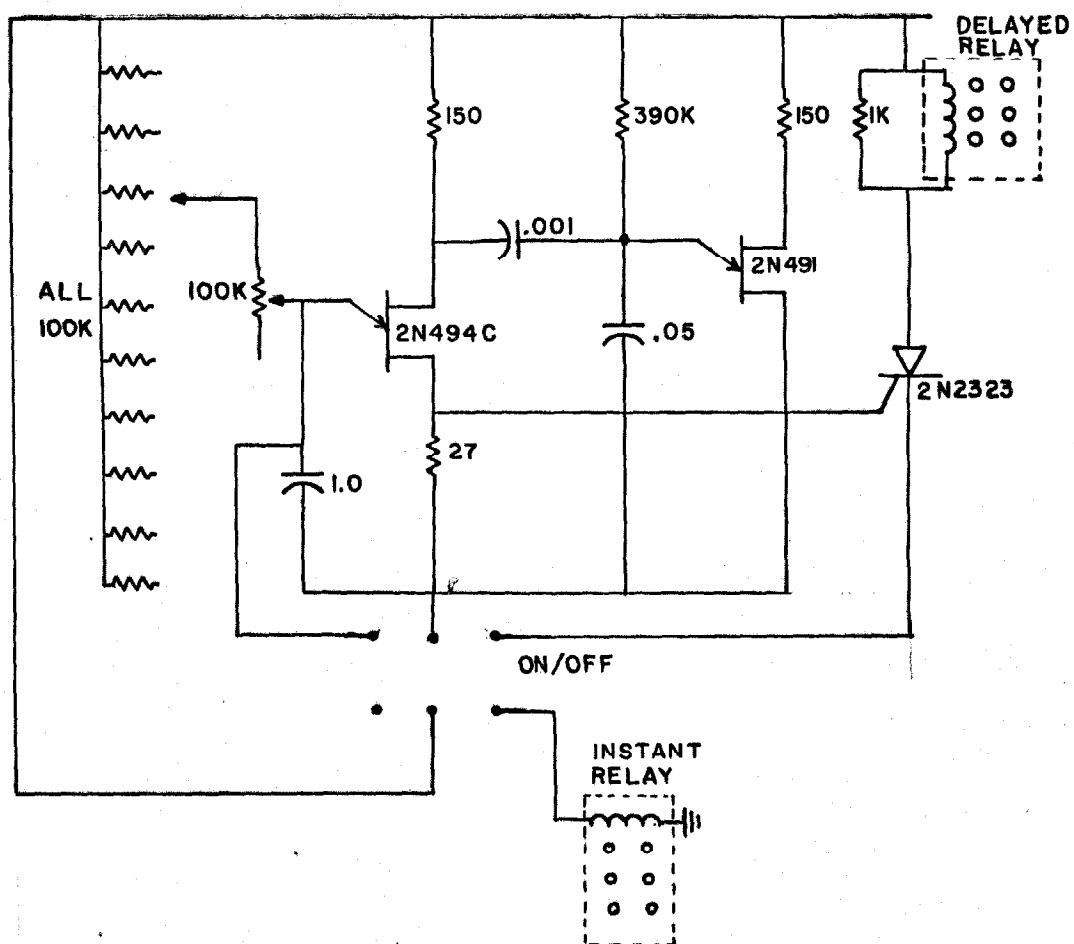 DELAYED
RELAY
150
390K
150
1K
.001
2N491
ALL
100K
100K
2N494C
.05
2N2323
27
1.0
ON/OFF
INSTANT
RELAY